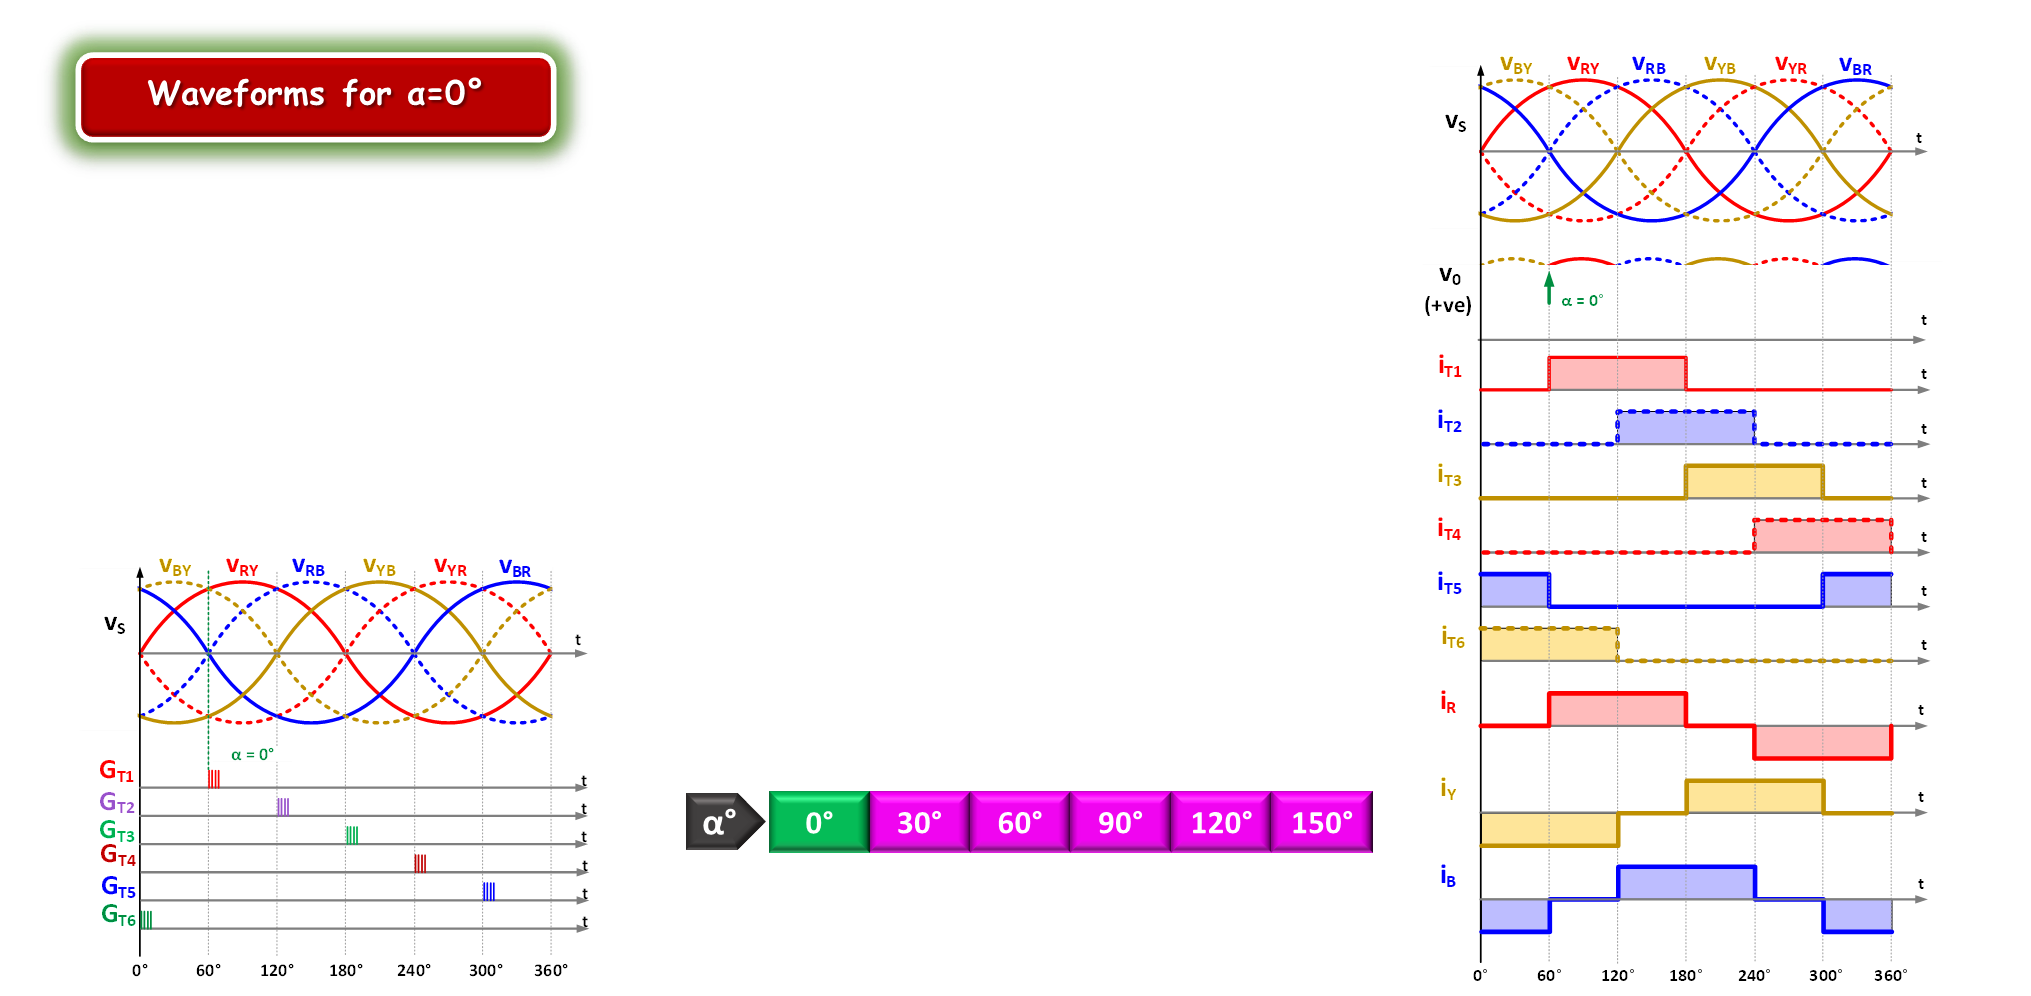 Waveforms for α=0°
V_BY V_RY V_RB V_YB V_YR V_BR
V_S
t
α = 0°
G_T1 t
G_T2 t
G_T3 t
G_T4 t
G_T5 t
G_T6 t
0° 60° 120° 180° 240° 300° 360°
α° 0° 30° 60° 90° 120° 150°
V_BY V_RY V_RB V_YB V_YR V_BR
V_S
t
V_0
(+ve)
α = 0°
t
i_T1 t
i_T2 t
i_T3 t
i_T4 t
i_T5 t
i_T6 t
i_R t
i_Y t
i_B t
0° 60° 120° 180° 240° 300° 360°